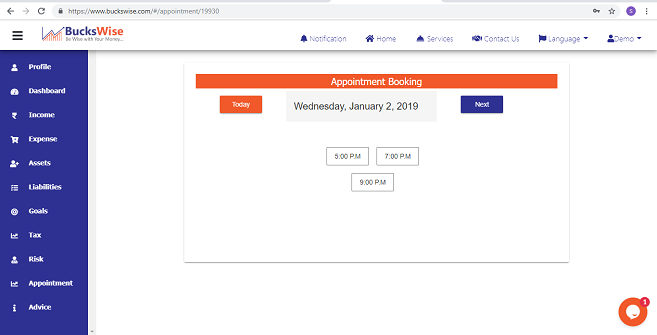 https://www.buckswise.com/#/appointment/19930
S
BucksWise
Be Wise with Your Money...
Notification
Home
Services
Contact Us
Language
Demo
Profile
Dashboard
Income
Expense
Assets
Liabilities
Goals
Tax
Risk
Appointment
Advice
Appointment Booking
Today
Wednesday, January 2, 2019
Next
5:00 P.M
7:00 P.M
9:00 P.M
1